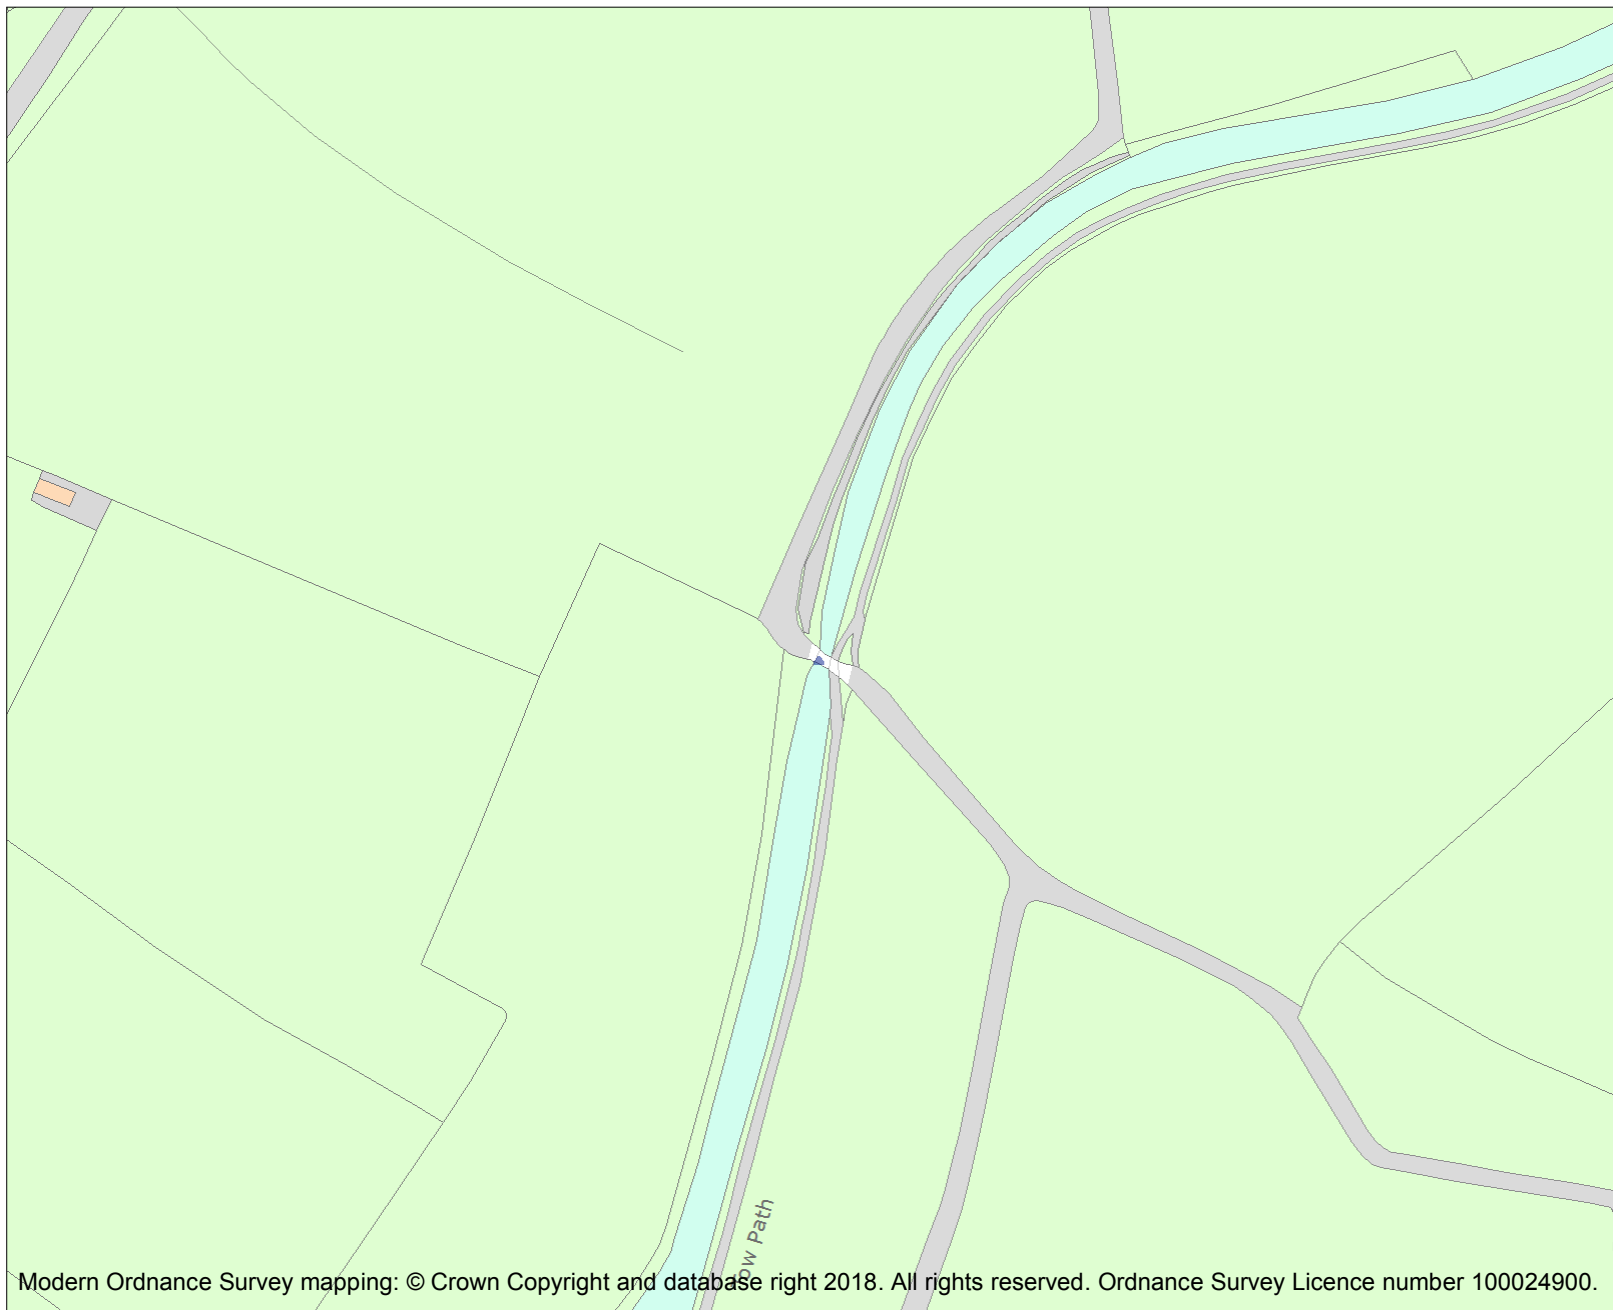 Tow Path
Modern Ordnance Survey mapping: © Crown Copyright and database right 2018. All rights reserved. Ordnance Survey Licence number 100024900.